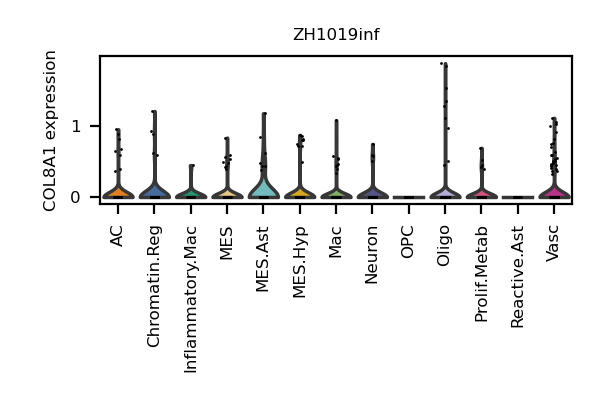 ZH1019inf
COL8A1 expression
1
0
AC
Chromatin.Reg
Inflammatory.Mac
MES
MES.Ast
MES.Hyp
Mac
Neuron
OPC
Oligo
Prolif.Metab
Reactive.Ast
Vasc